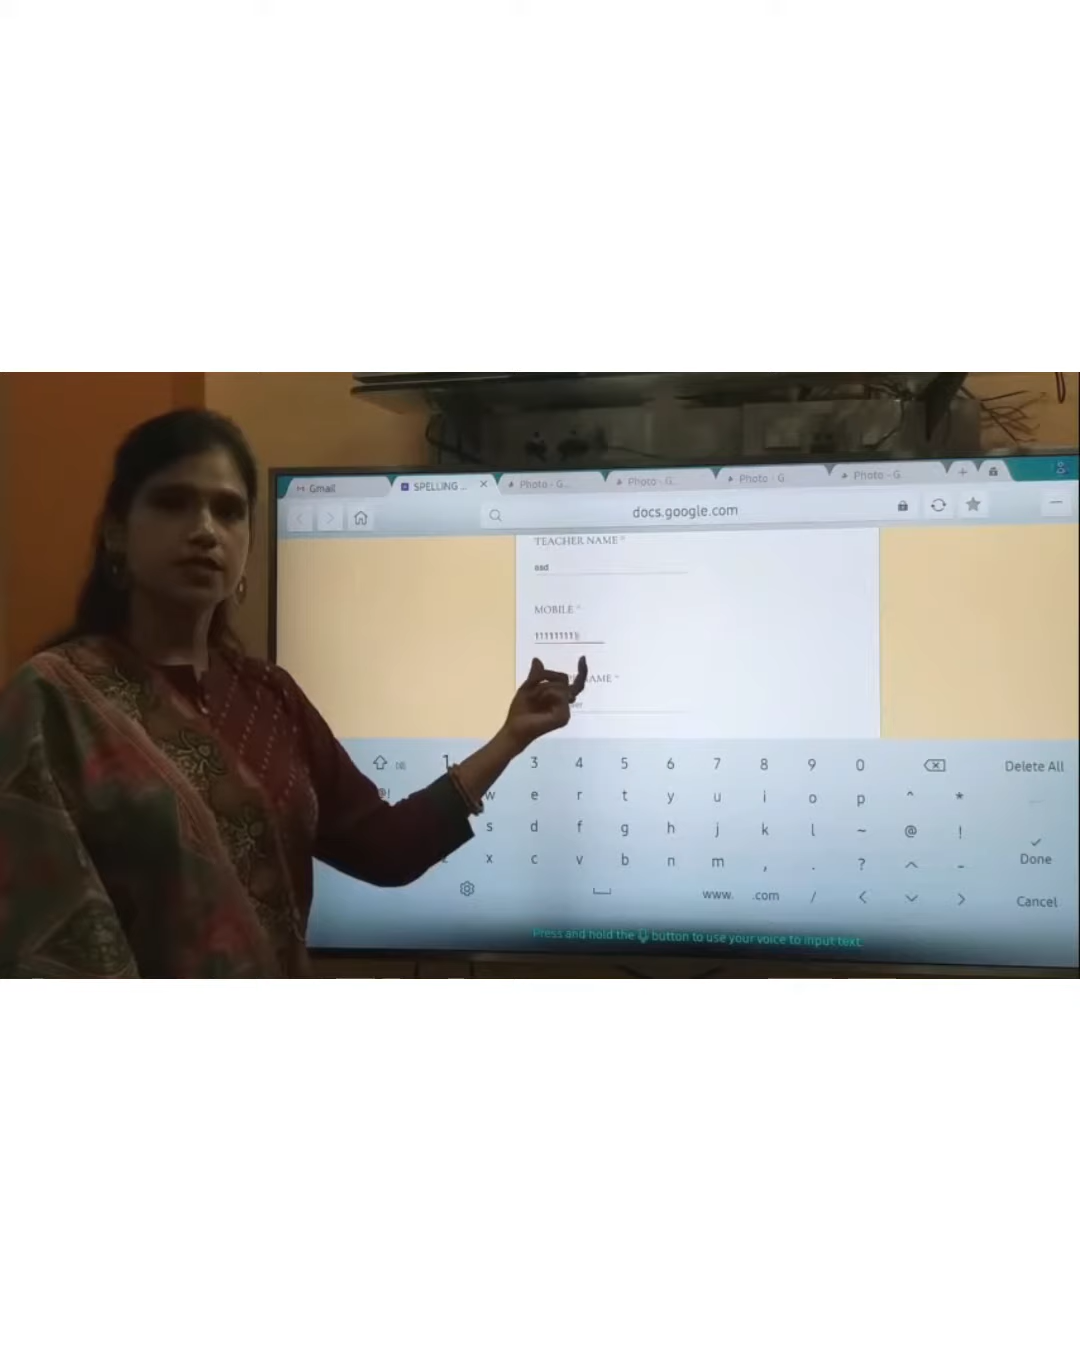 Gmail
SPELLING ...
Photo - G...
Photo - G...
Photo - G
Photo - G
docs.google.com
TEACHER NAME *
asd
MOBILE *
NAME *
1
3 4 5 6 7 8 9 0
Delete All
w e r t y u i o p ^ *
s d f g h j k l ~ @ !
x c v b n m , . ? ^ -
Done
www. .com / < >
Cancel
Press and hold the button to use your voice to input text.